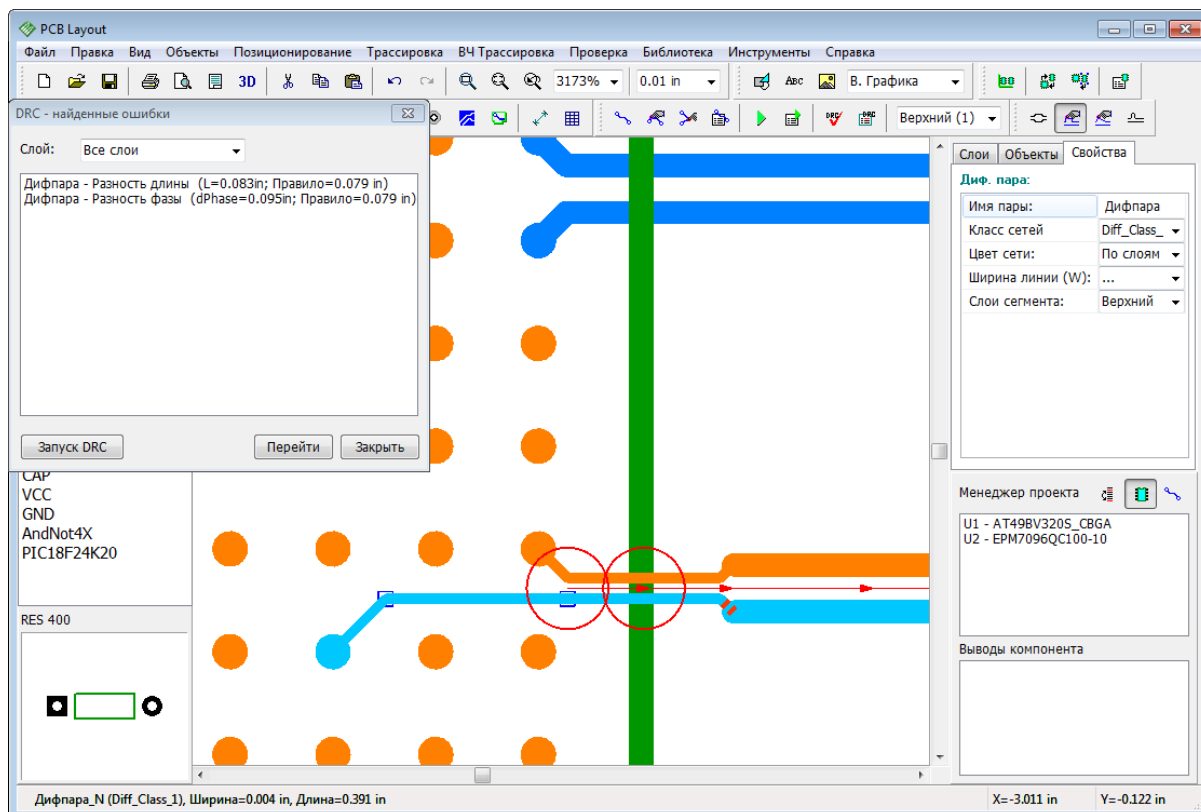 PCB Layout
Файл Правка Вид Объекты Позиционирование Трассировка ВЧ Трассировка Проверка Библиотека Инструменты Справка
3D 3173% 0.01 in ABC В. Графика
DRC - найденные ошибки
DRC DRC Верхний (1)
Слой: Все слои
Слои Объекты Свойства
Дифпара - Разность длины (L=0.083in; Правило=0.079 in)
Дифпара - Разность фазы (dPhase=0.095in; Правило=0.079 in)
Диф. пара:
Имя пары: Дифпара
Класс сетей Diff_Class_
Цвет сети: По слоям
Ширина линии (W): ...
Слои сегмента: Верхний
Запуск DRC Перейти Закрыть
CAP
VCC
GND
AndNot4X
PIC18F24K20
Менеджер проекта
U1 - AT49BV320S_CBGA
U2 - EPM7096QC100-10
RES 400
Выводы компонента
Дифпара_N (Diff_Class_1), Ширина=0.004 in, Длина=0.391 in X=-3.011 in Y=-0.122 in